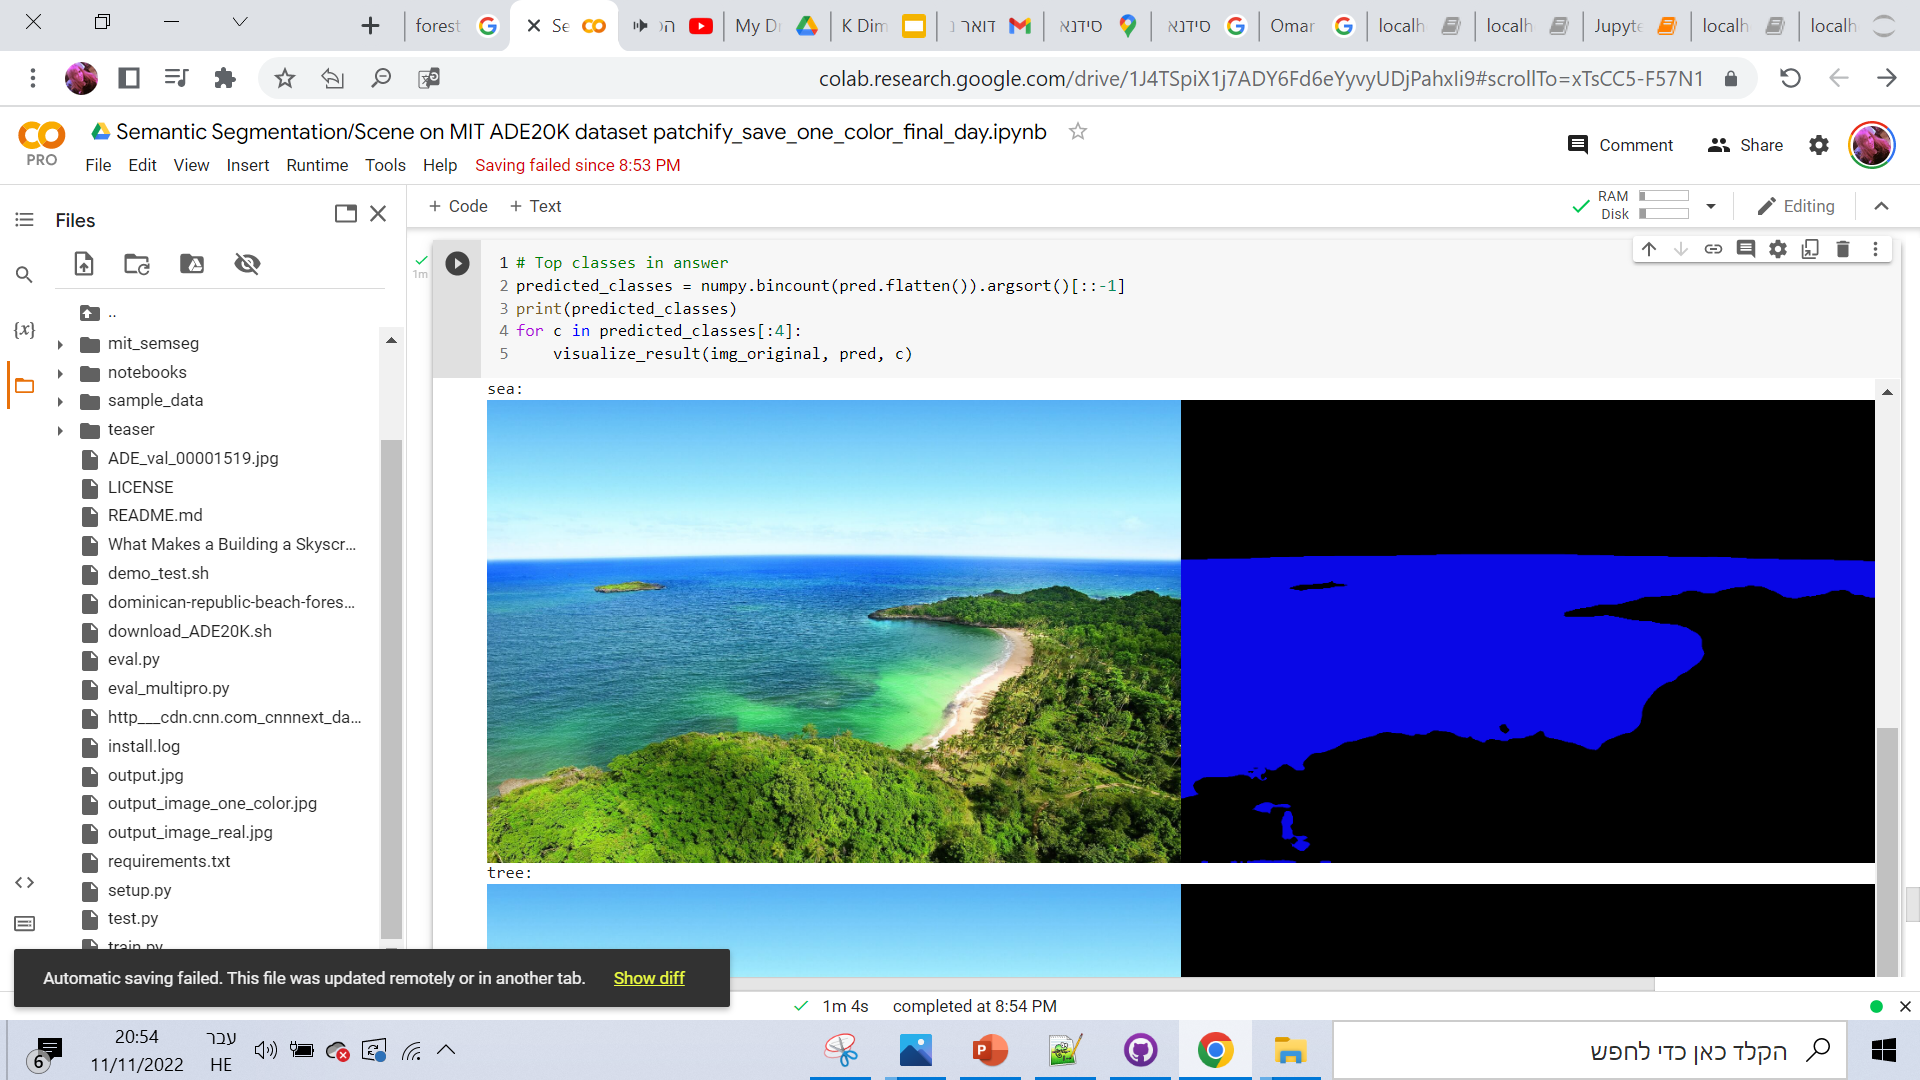 forest
Se
הכ
My Dr
K Dim
דואר נ
סידנא
סידנא
Omar
localh
localh
Jupyte
localh
localh
colab.research.google.com/drive/1J4TSpiX1j7ADY6Fd6eYyvyUDjPahxIi9#scrollTo=xTsCC5-F57N1
PRO
Semantic Segmentation/Scene on MIT ADE20K dataset patchify_save_one_color_final_day.ipynb
File Edit View Insert Runtime Tools Help Saving failed since 8:53 PM
Comment
Share
Files
+ Code + Text
RAM
Disk
Editing
{x}
..
mit_semseg
notebooks
sample_data
teaser
ADE_val_00001519.jpg
LICENSE
README.md
What Makes a Building a Skyscr...
demo_test.sh
dominican-republic-beach-fores...
download_ADE20K.sh
eval.py
eval_multipro.py
http___cdn.cnn.com_cnnnext_da...
install.log
output.jpg
output_image_one_color.jpg
output_image_real.jpg
requirements.txt
setup.py
test.py
train.py
1m
1 # Top classes in answer
2 predicted_classes = numpy.bincount(pred.flatten()).argsort()[::-1]
3 print(predicted_classes)
4 for c in predicted_classes[:4]:
5     visualize_result(img_original, pred, c)
sea:
tree:
Automatic saving failed. This file was updated remotely or in another tab. Show diff
1m 4s completed at 8:54 PM
6
20:54
11/11/2022
עבר
HE
הקלד כאן כדי לחפש